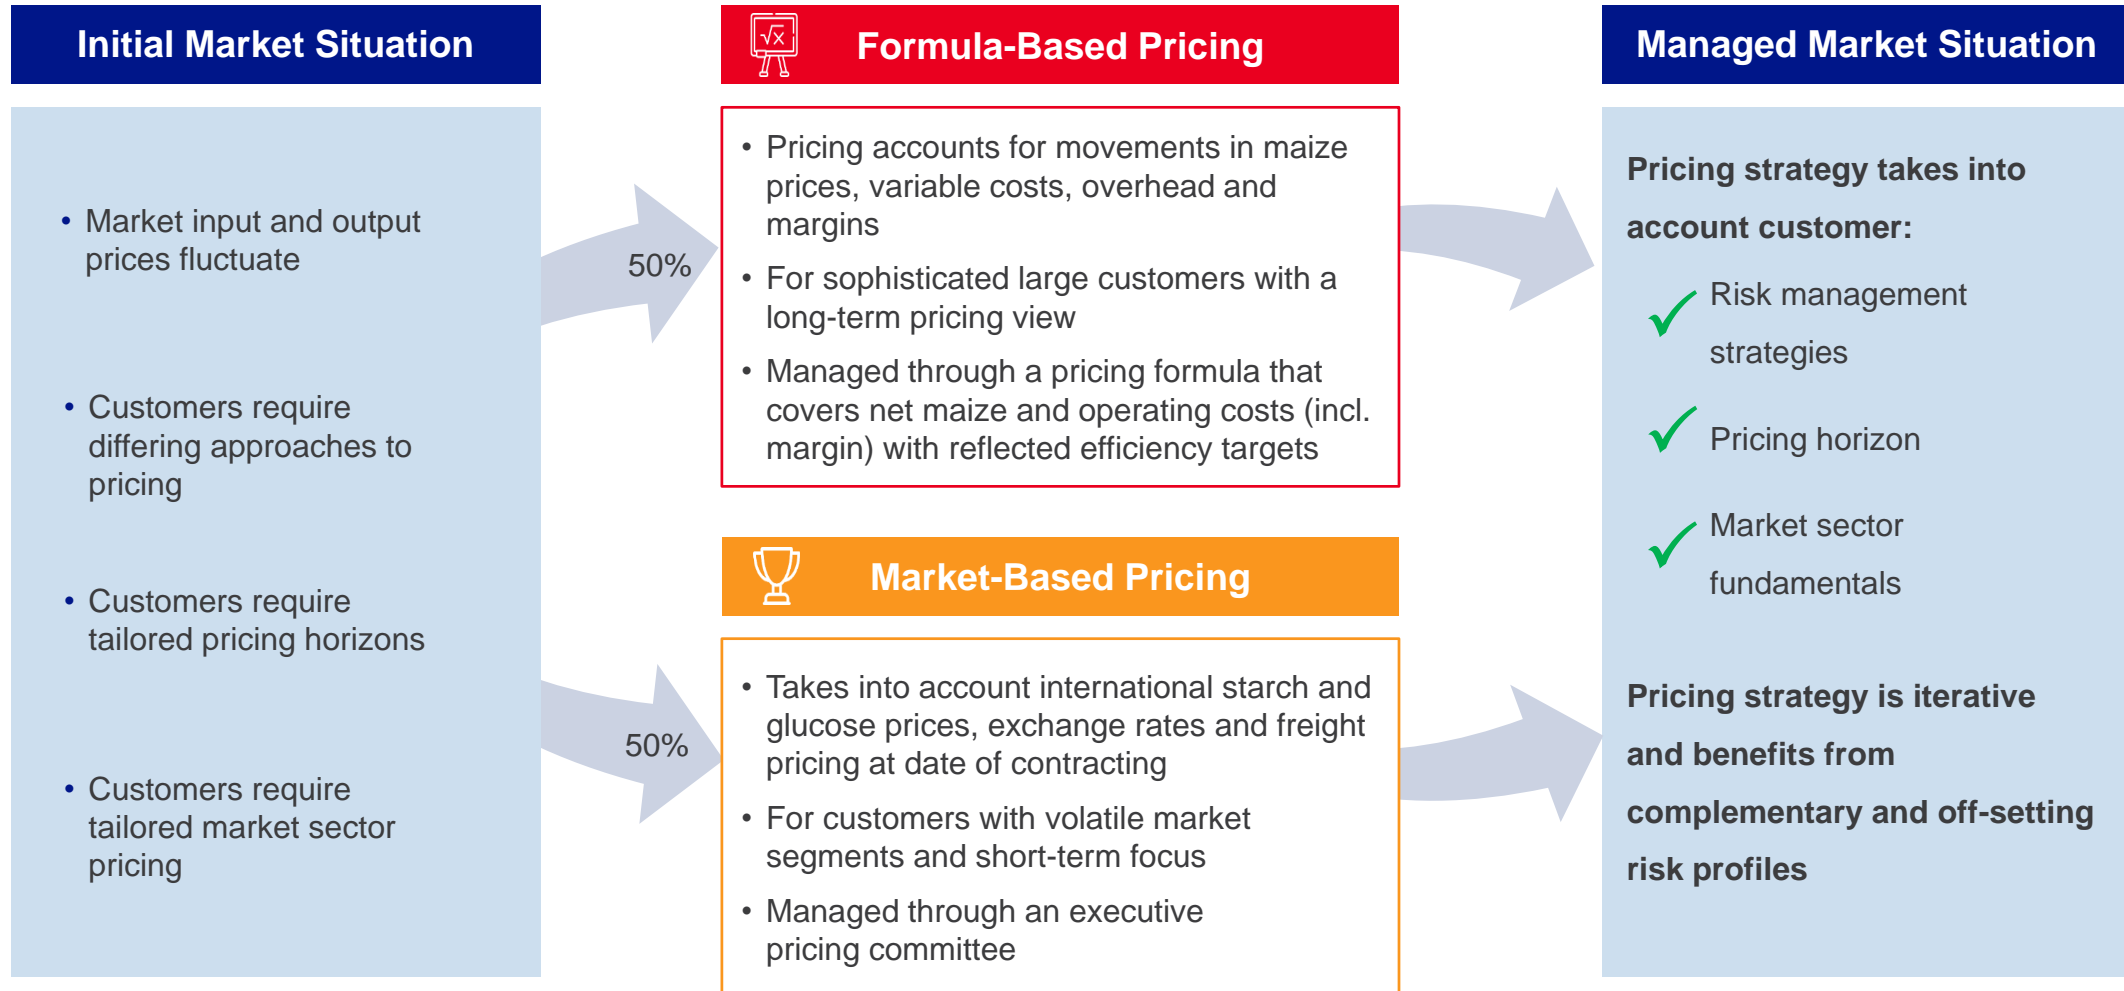 Initial Market Situation
• Market input and output
prices fluctuate
• Customers require
differing approaches to
pricing
• Customers require
tailored pricing horizons
• Customers require
tailored market sector
pricing
50%
50%
√x
Formula-Based Pricing
• Pricing accounts for movements in maize
prices, variable costs, overhead and
margins
• For sophisticated large customers with a
long-term pricing view
• Managed through a pricing formula that
covers net maize and operating costs (incl.
margin) with reflected efficiency targets
Market-Based Pricing
• Takes into account international starch and
glucose prices, exchange rates and freight
pricing at date of contracting
• For customers with volatile market
segments and short-term focus
• Managed through an executive
pricing committee
Managed Market Situation
Pricing strategy takes into
account customer:
Risk management
strategies
Pricing horizon
Market sector
fundamentals
Pricing strategy is iterative
and benefits from
complementary and off-setting
risk profiles